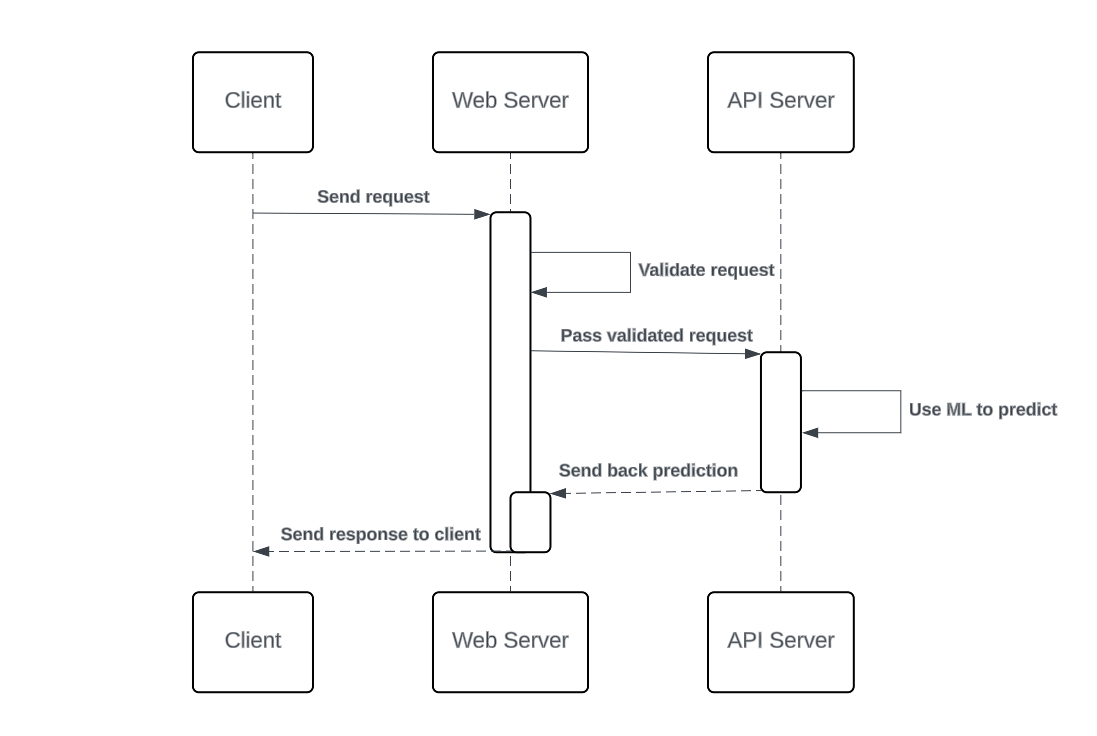 Client
Web Server
API Server
Send request
Validate request
Pass validated request
Use ML to predict
Send back prediction
Send response to client
Client
Web Server
API Server